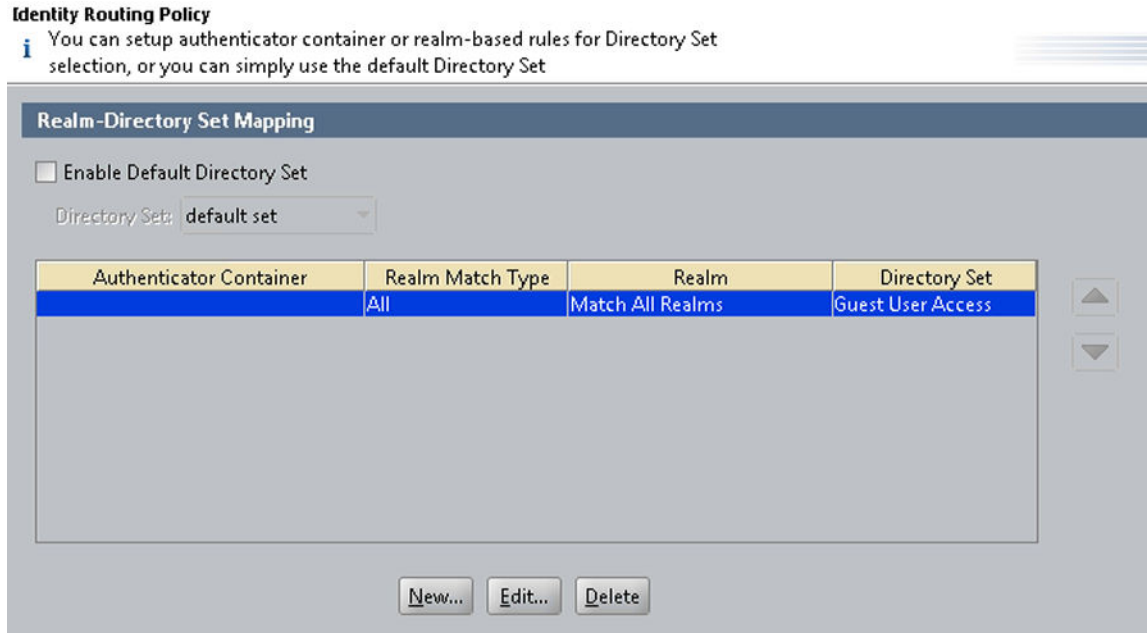 Identity Routing Policy
i
You can setup authenticator container or realm-based rules for Directory Set
selection, or you can simply use the default Directory Set
Realm-Directory Set Mapping
Enable Default Directory Set
Directory Set: default set
Authenticator Container Realm Match Type Realm Directory Set
All Match All Realms Guest User Access
New... Edit... Delete